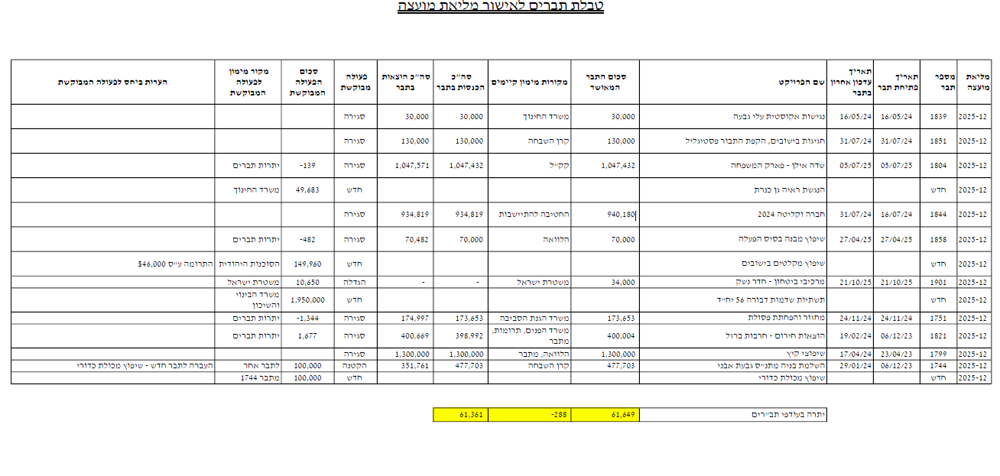 טבלת תברים לאישור מליאת מועצה
מליאת מועצה | מספר תבר | תאריך פתיחת תבר | תאריך עדכון אחרון בתבר | שם הפרויקט | סכום התבר המאושר | מקורות מימון קיימים | סה״כ הכנסות בתבר | סה״כ הוצאות בתבר | פעולה מבוקשת | סכום הפעולה המבוקשת | מקור מימון לפעולה המבוקשת | הערות ביחס לפעולה המבוקשת
2025-12 | 1839 | 16/05/24 | 16/05/24 | נגישות אקוסטית עלי גבעה | 30,000 | משרד החינוך | 30,000 | 30,000 | סגירה
2025-12 | 1851 | 31/07/24 | 31/07/24 | חגיגות בישובים, הקפת התבור פסטיגליל | 130,000 | קרן השבחה | 130,000 | 130,000 | סגירה
2025-12 | 1804 | 05/07/25 | 05/07/25 | שדה אילן - פארק המשפחה | 1,047,432 | קק״ל | 1,047,432 | 1,047,571 | סגירה | -139 | יתרות תברים
2025-12 | חדש | הנגשת ראיה גן כנרת | חדש | 49,683 | משרד החינוך
2025-12 | 1844 | 16/07/24 | 31/07/24 | חברה וקליטה 2024 | 940,180 | החטיבה להתיישבות | 934,819 | 934,819 | סגירה
2025-12 | 1858 | 27/04/25 | 27/04/25 | שיפוץ מבנה בסיס הפעלה | 70,000 | הלוואה | 70,000 | 70,482 | סגירה | -482 | יתרות תברים
2025-12 | חדש | שיפוץ מקלטים בישובים | חדש | 149,960 | הסוכנות היהודית | התרומה ע״ס 46,000$
2025-12 | 1901 | 21/10/25 | 21/10/25 | מרכיבי ביטחון - חדר נשק | 34,000 | משטרת ישראל | - | - | הגדלה | 10,650 | משטרת ישראל
2025-12 | חדש | תשתיות שדמות דבורה 56 יח״ד | חדש | 1,950,000 | משרד הבינוי והשיכון
2025-12 | 1751 | 24/11/24 | 24/11/24 | מחזור והפחתת פסולת | 173,653 | משרד הגנת הסביבה | 173,653 | 174,997 | סגירה | -1,344 | יתרות תברים
2025-12 | 1821 | 06/12/23 | 19/02/24 | הוצאות חירום - חרבות ברזל | 400,004 | משרד הפנים, תרומות, מתבר | 398,992 | 400,669 | סגירה | 1,677 | יתרות תברים
2025-12 | 1799 | 23/04/23 | 17/04/24 | שיפוצי קיץ | 1,300,000 | הלוואה, מתבר | 1,300,000 | 1,300,000 | סגירה
2025-12 | 1744 | 06/12/23 | 29/01/24 | השלמת בניה מתנ״ס גבעת אבני | 477,703 | קרן השבחה | 477,703 | 351,761 | הקטנה | 100,000 | לתבר אחר | העברה לתבר חדש - שיפוץ מכולת כדורי
2025-12 | חדש | שיפוץ מכולת כדורי | חדש | 100,000 | מתבר 1744
יתרה בעודפי תב״רים | 61,649 | -288 | 61,361